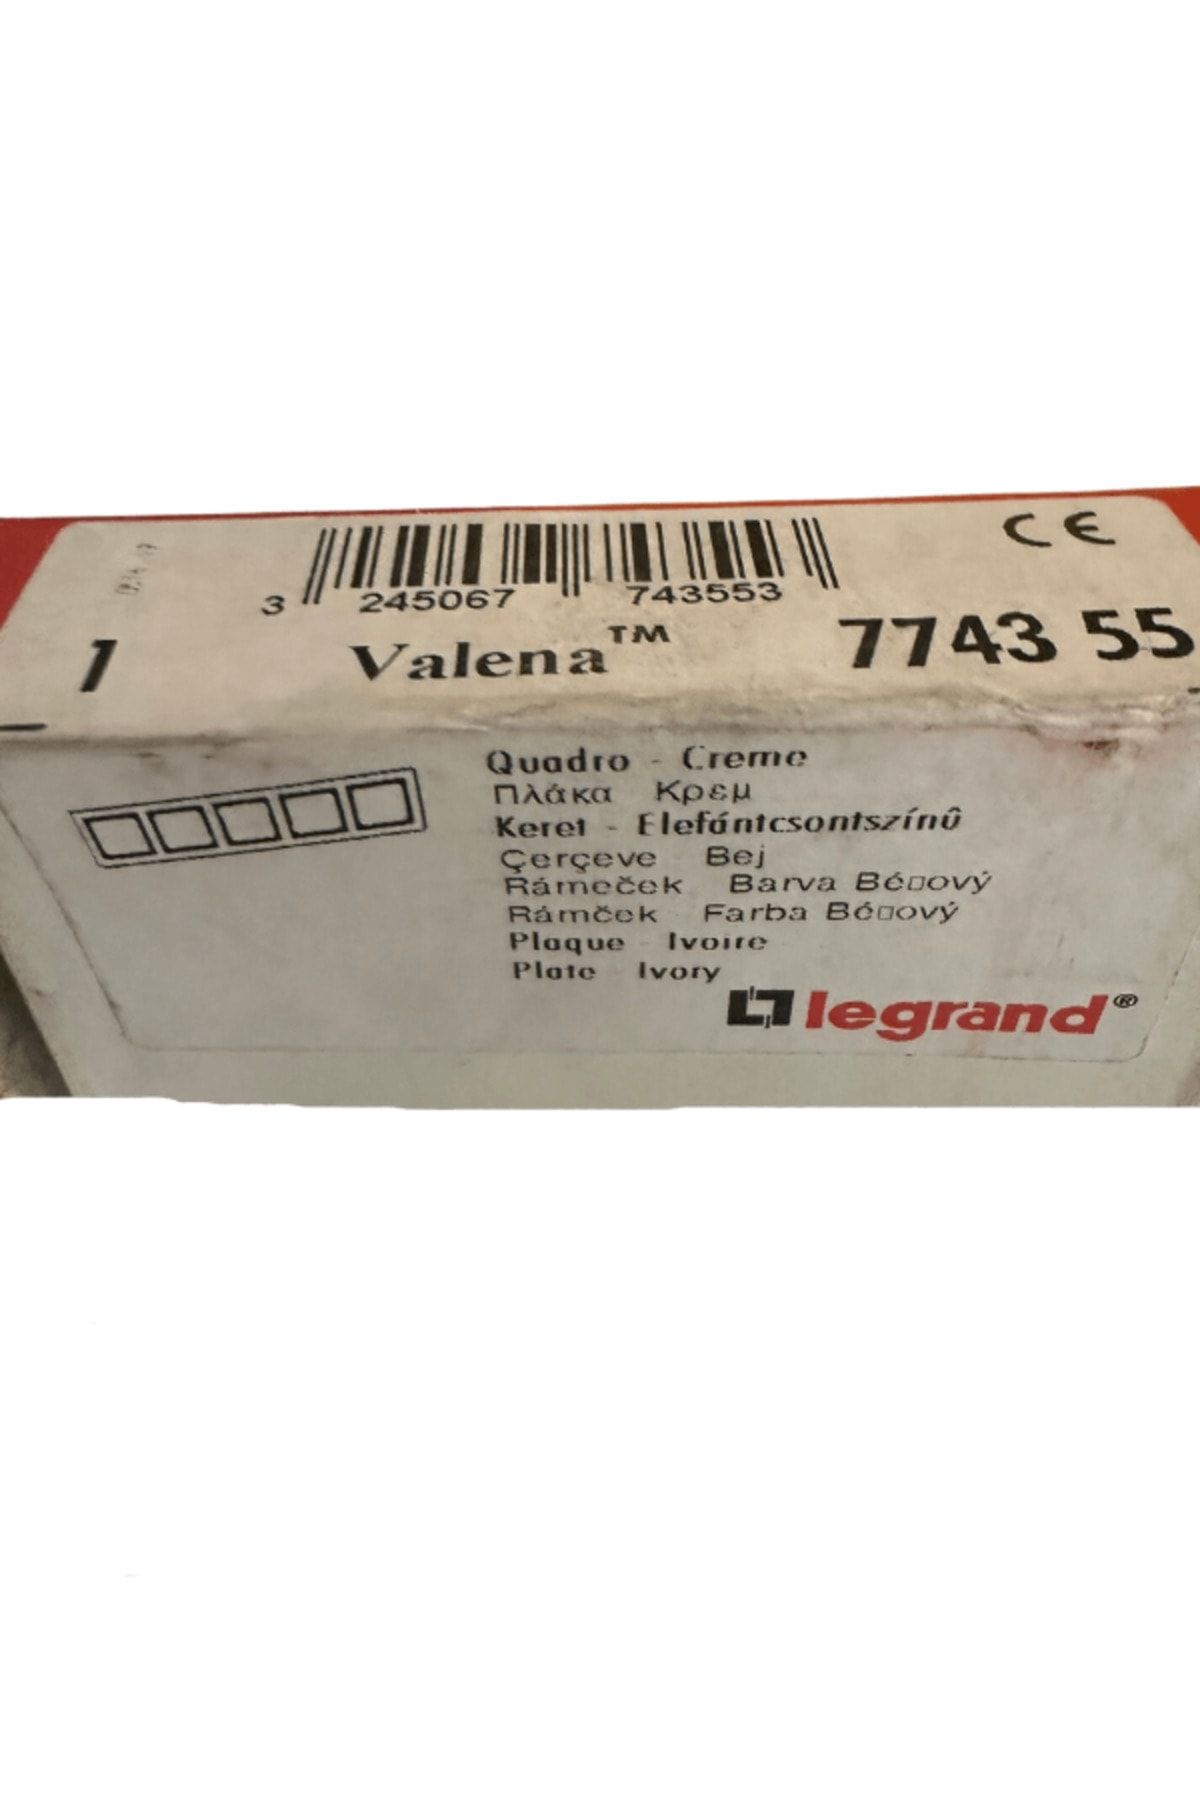 CE
3 245067 743553
1 Valena™ 7743 55
Quadro - Creme
Πλάκα Κρεμ
Keret - Elefántcsontszínû
Çerçeve Bej
Rámeček Barva Bé□ový
Rámček Farba Bé□ový
Plaque - Ivoire
Plate Ivory
legrand®